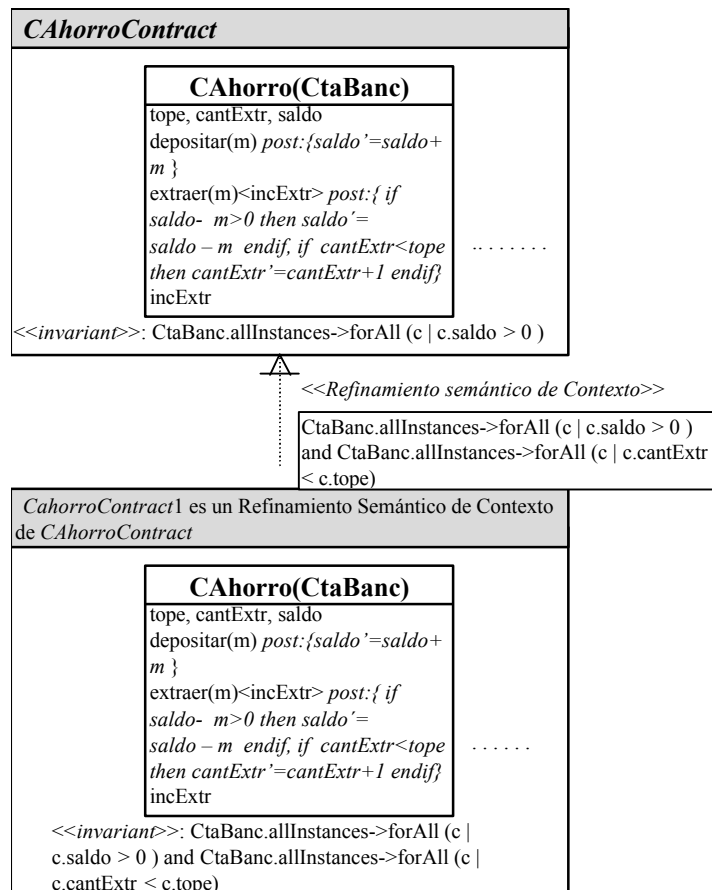 CAhorroContract
CAhorro(CtaBanc)
tope, cantExtr, saldo
depositar(m) post:{saldo’=saldo+
m }
extraer(m)<incExtr> post:{ if
saldo- m>0 then saldo´=
saldo – m endif, if cantExtr<tope
then cantExtr’=cantExtr+1 endif}
incExtr
.. . . . . . .
<<invariant>>: CtaBanc.allInstances->forAll (c | c.saldo > 0 )
<<Refinamiento semántico de Contexto>>
CtaBanc.allInstances->forAll (c | c.saldo > 0 )
and CtaBanc.allInstances->forAll (c | c.cantExtr
< c.tope)
CahorroContract1 es un Refinamiento Semántico de Contexto
de CAhorroContract
CAhorro(CtaBanc)
tope, cantExtr, saldo
depositar(m) post:{saldo’=saldo+
m }
extraer(m)<incExtr> post:{ if
saldo- m>0 then saldo´=
saldo – m endif, if cantExtr<tope
then cantExtr’=cantExtr+1 endif}
incExtr
. . . . . .
<<invariant>>: CtaBanc.allInstances->forAll (c |
c.saldo > 0 ) and CtaBanc.allInstances->forAll (c |
c.cantExtr < c.tope)